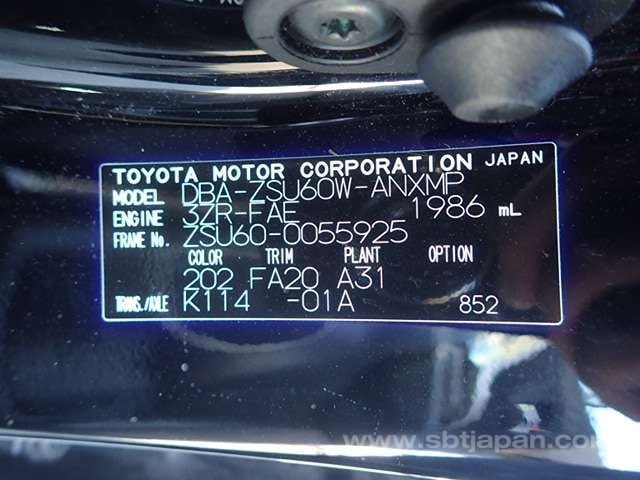 TOYOTA MOTOR CORPORATION JAPAN
MODEL DBA-ZSU60W-ANXMP
ENGINE 3ZR-FAE 1986 mL
FRAME No. ZSU60-0055925
COLOR TRIM PLANT OPTION
202 FA20 A31
TRANS./AXLE K114 -01A 852
www.sbtjapan.com